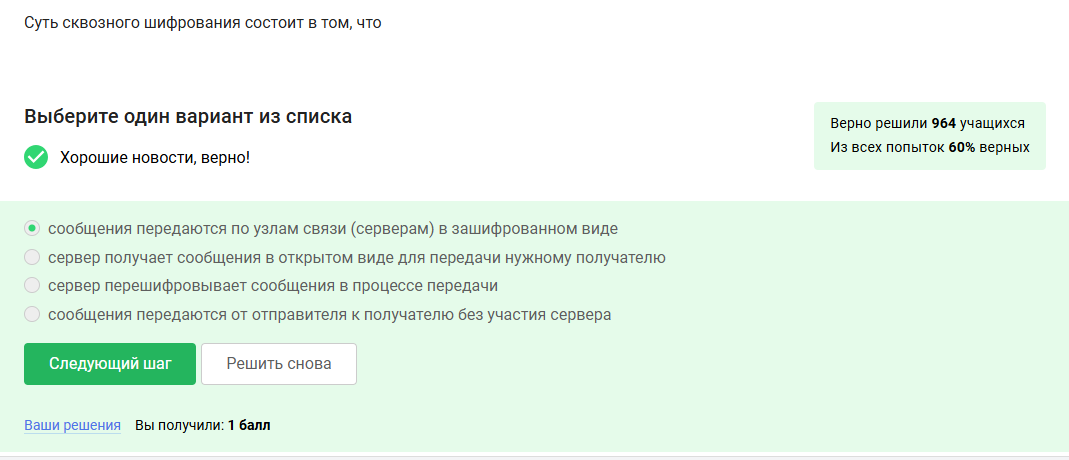 Суть сквозного шифрования состоит в том, что
Выберите один вариант из списка
Хорошие новости, верно!
Верно решили 964 учащихся
Из всех попыток 60% верных
сообщения передаются по узлам связи (серверам) в зашифрованном виде
сервер получает сообщения в открытом виде для передачи нужному получателю
сервер перешифровывает сообщения в процессе передачи
сообщения передаются от отправителя к получателю без участия сервера
Следующий шаг
Решить снова
Ваши решения Вы получили: 1 балл